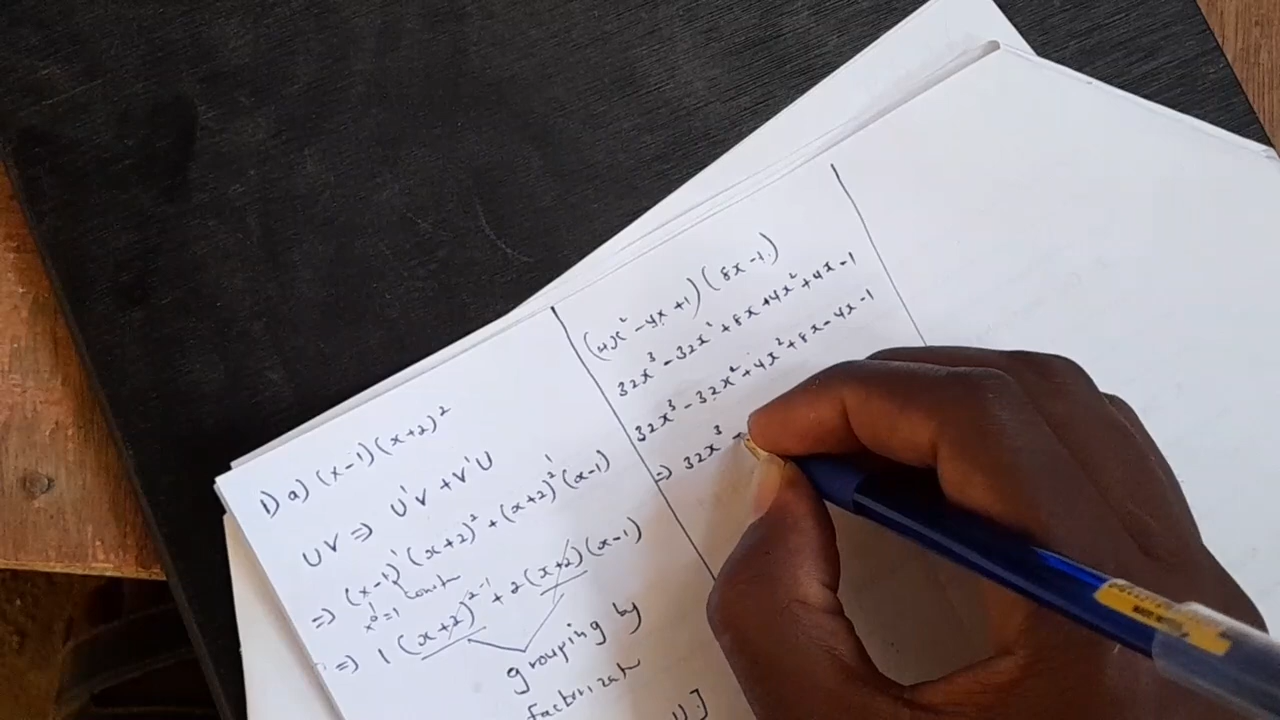 1) a) (x-1)(x+2)²
UV => U'V + V'U
=> (x-1)'(x+2)² + (x+2)²'(x-1)
x⁰=1
=> 1(x+2)²⁻¹ + 2(x+2)(x-1)
grouping by
U]
(4x²-4x+1)(8x-1)
32x³-32x²+8x+4x²+4x-1
32x³-32x²+4x²+8x-4x-1
=> 32x³